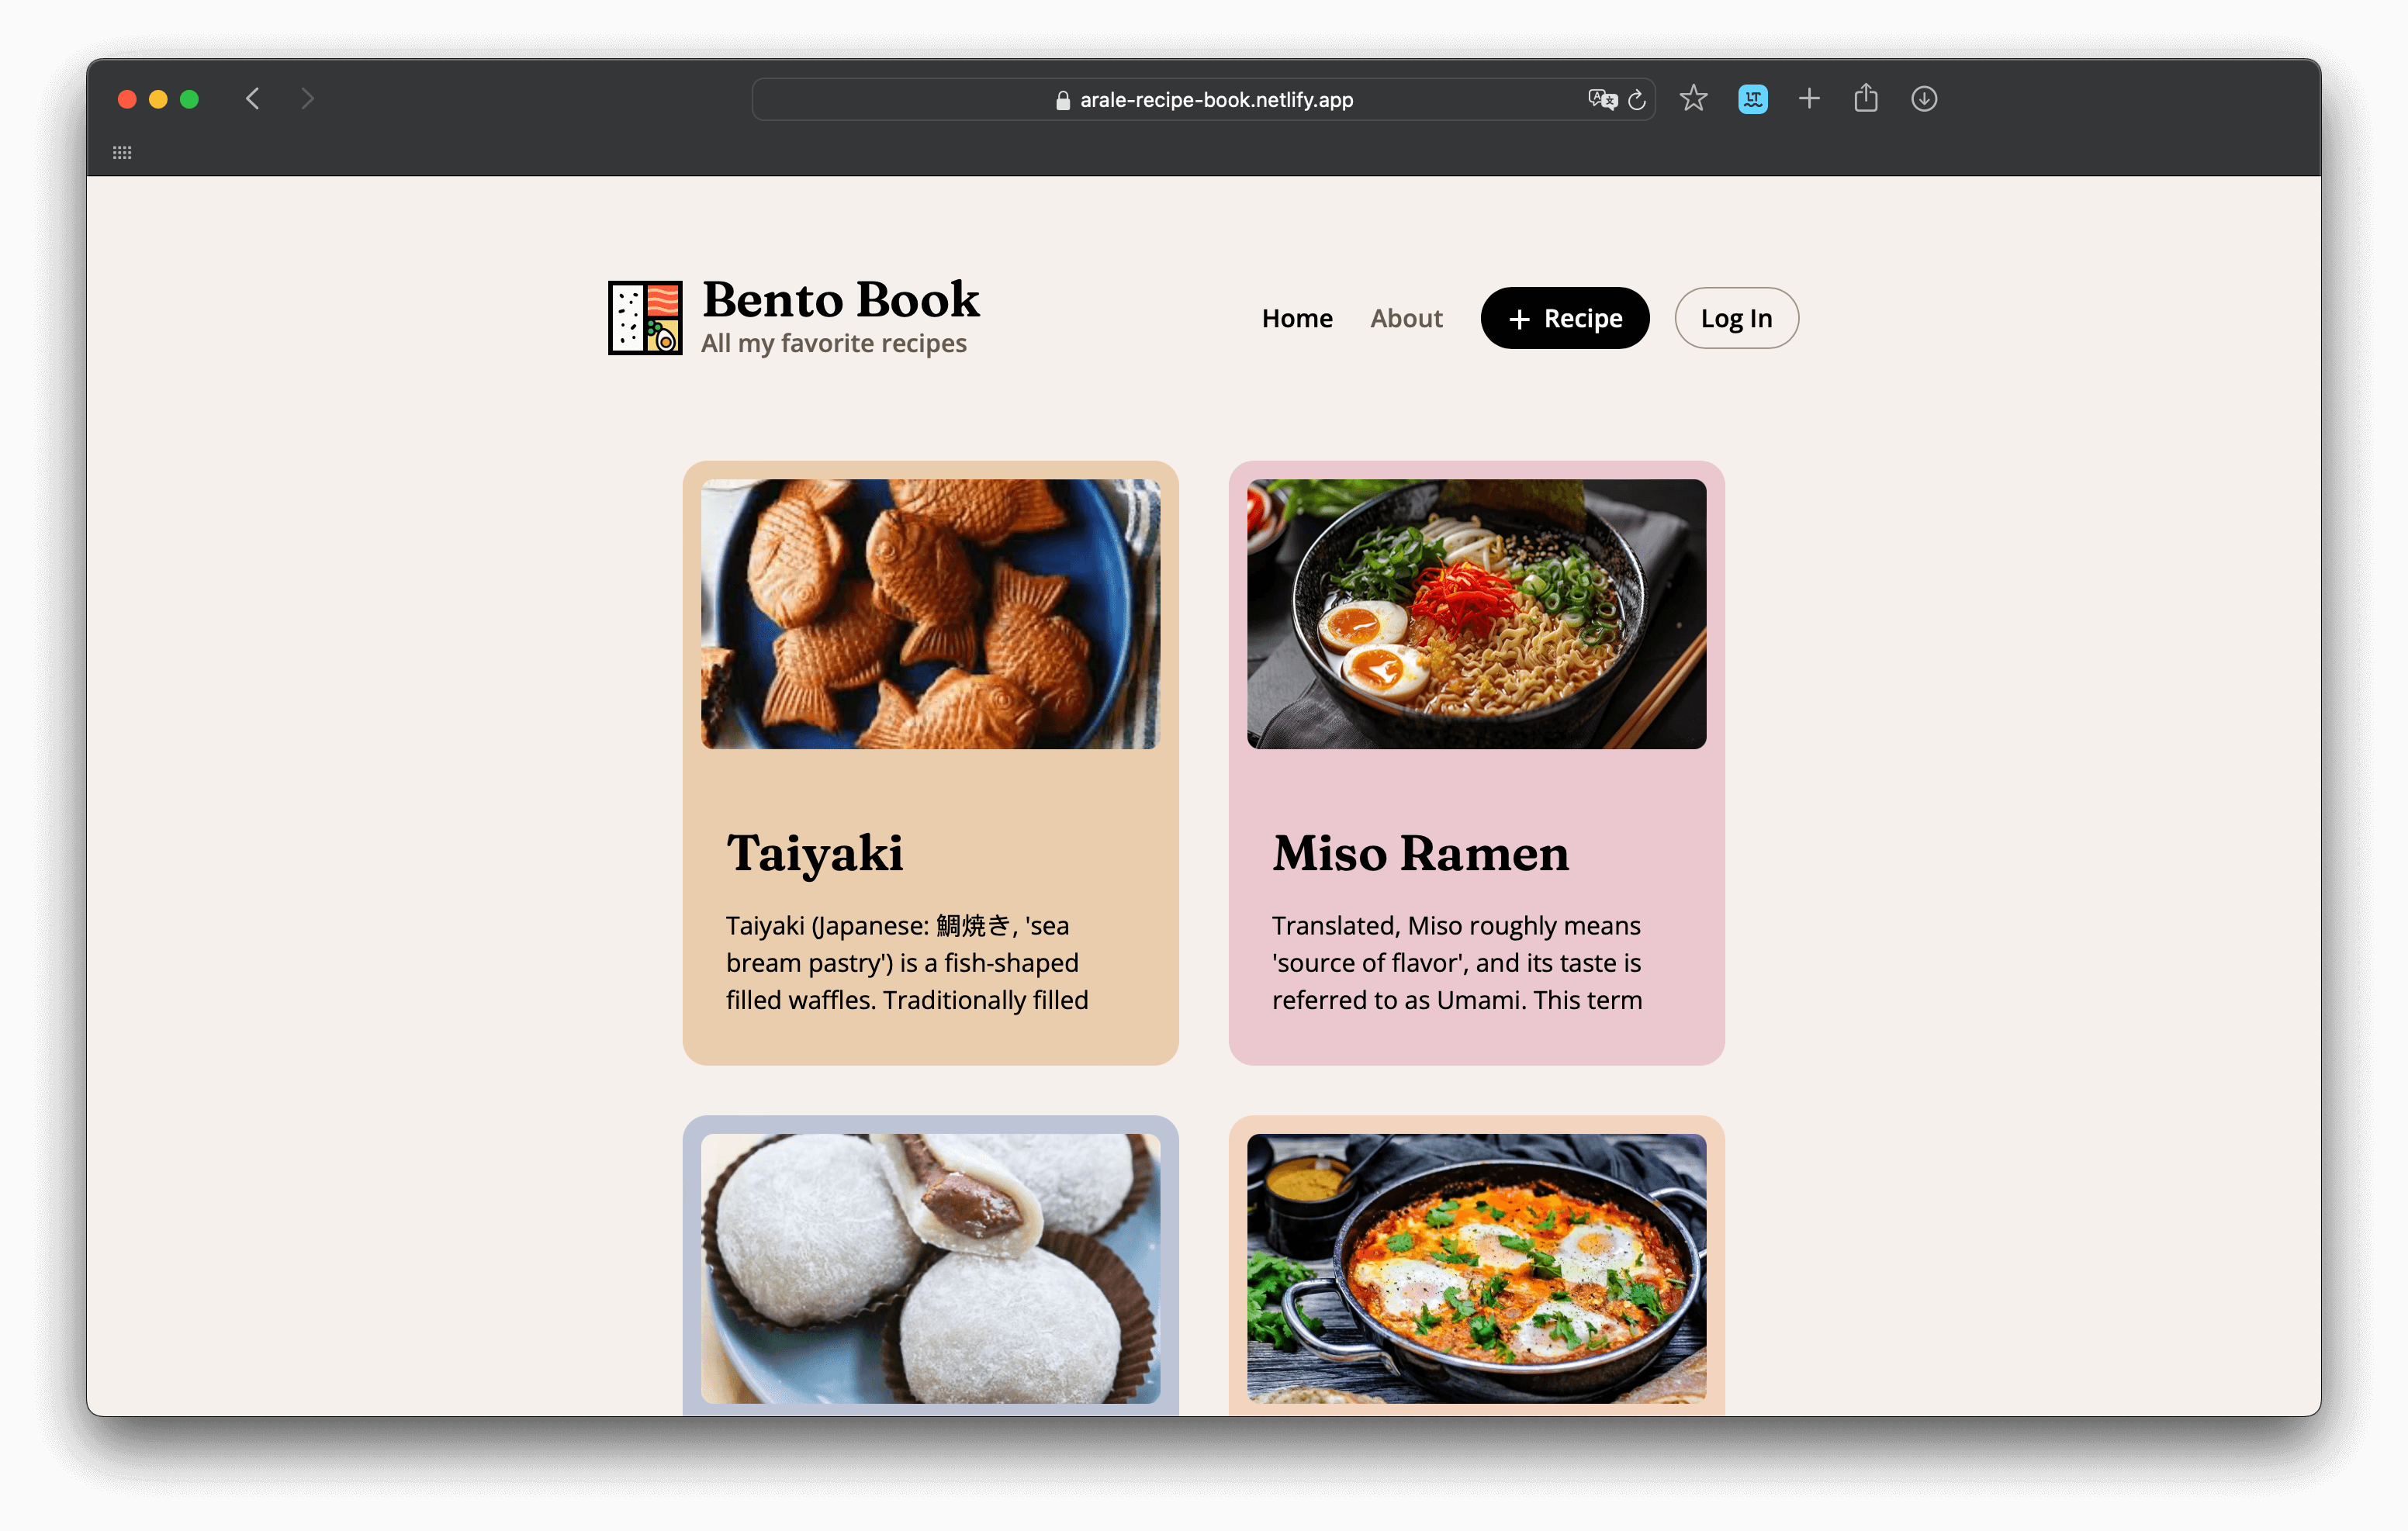 arale-recipe-book.netlify.app
LT
Bento Book
All my favorite recipes
Home
About
+ Recipe
Log In
Taiyaki
Taiyaki (Japanese: 鯛焼き, 'sea
bream pastry') is a fish-shaped
filled waffles. Traditionally filled
Miso Ramen
Translated, Miso roughly means
'source of flavor', and its taste is
referred to as Umami. This term